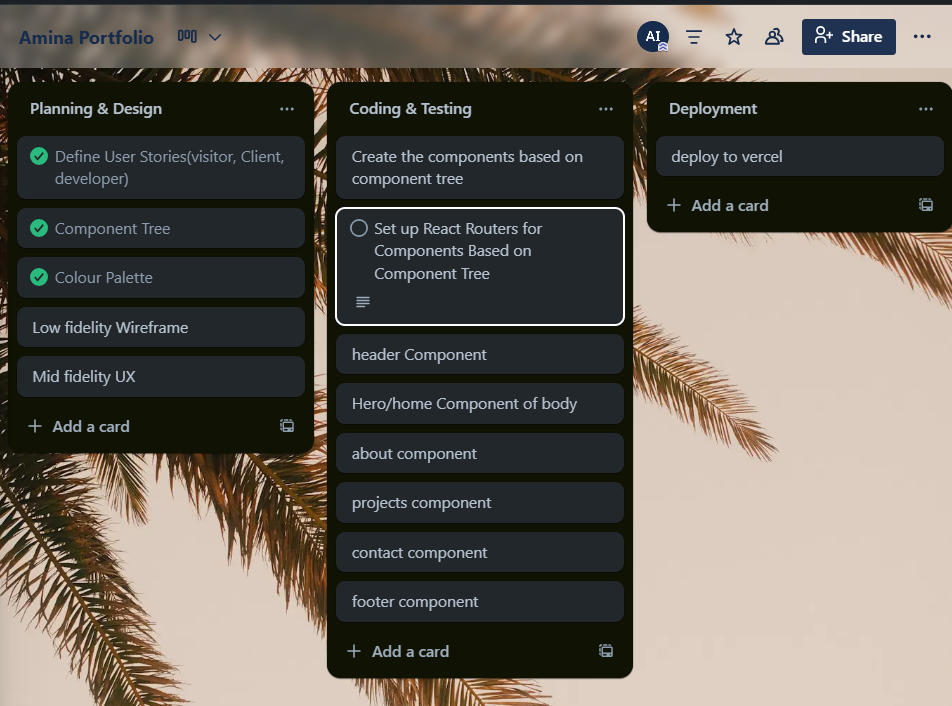 Amina Portfolio
AI
Share
Planning & Design
Define User Stories(visitor, Client,
developer)
Component Tree
Colour Palette
Low fidelity Wireframe
Mid fidelity UX
Add a card
Coding & Testing
Create the components based on
component tree
Set up React Routers for
Components Based on
Component Tree
header Component
Hero/home Component of body
about component
projects component
contact component
footer component
Add a card
Deployment
deploy to vercel
Add a card